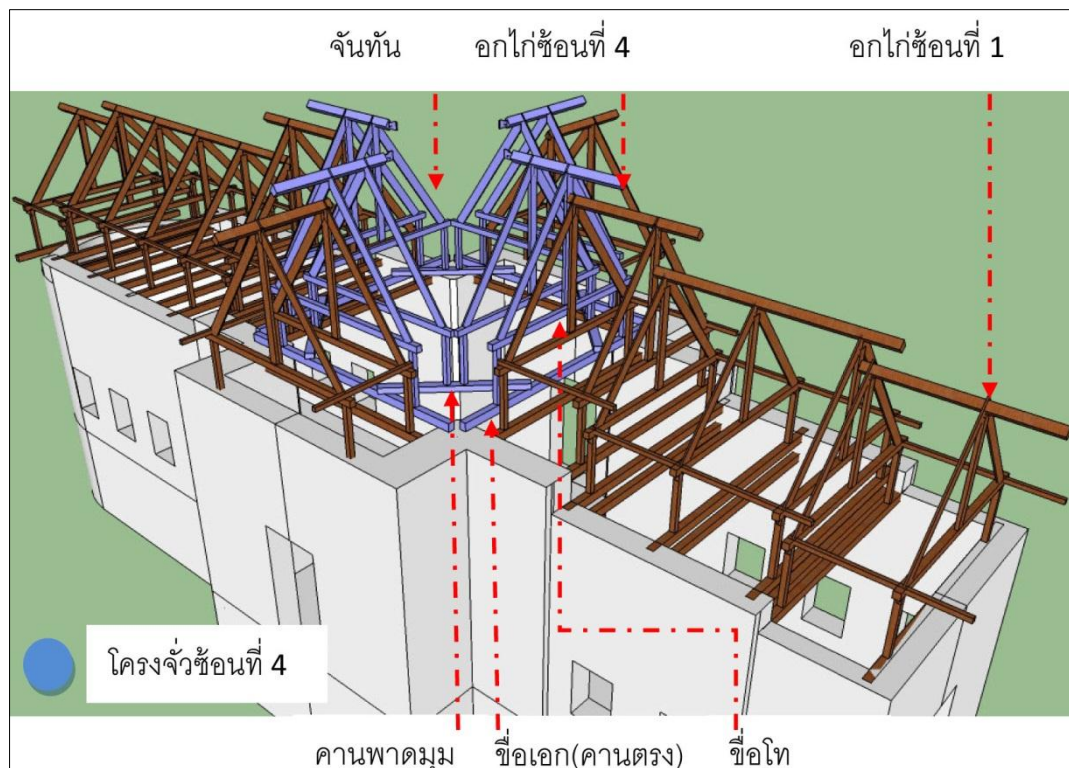 จันทัน อกไก่ซ้อนที่ 4 อกไก่ซ้อนที่ 1
โครงจั่วซ้อนที่ 4
คานพาดมุม ขื่อเอก(คานตรง) ขื่อโท